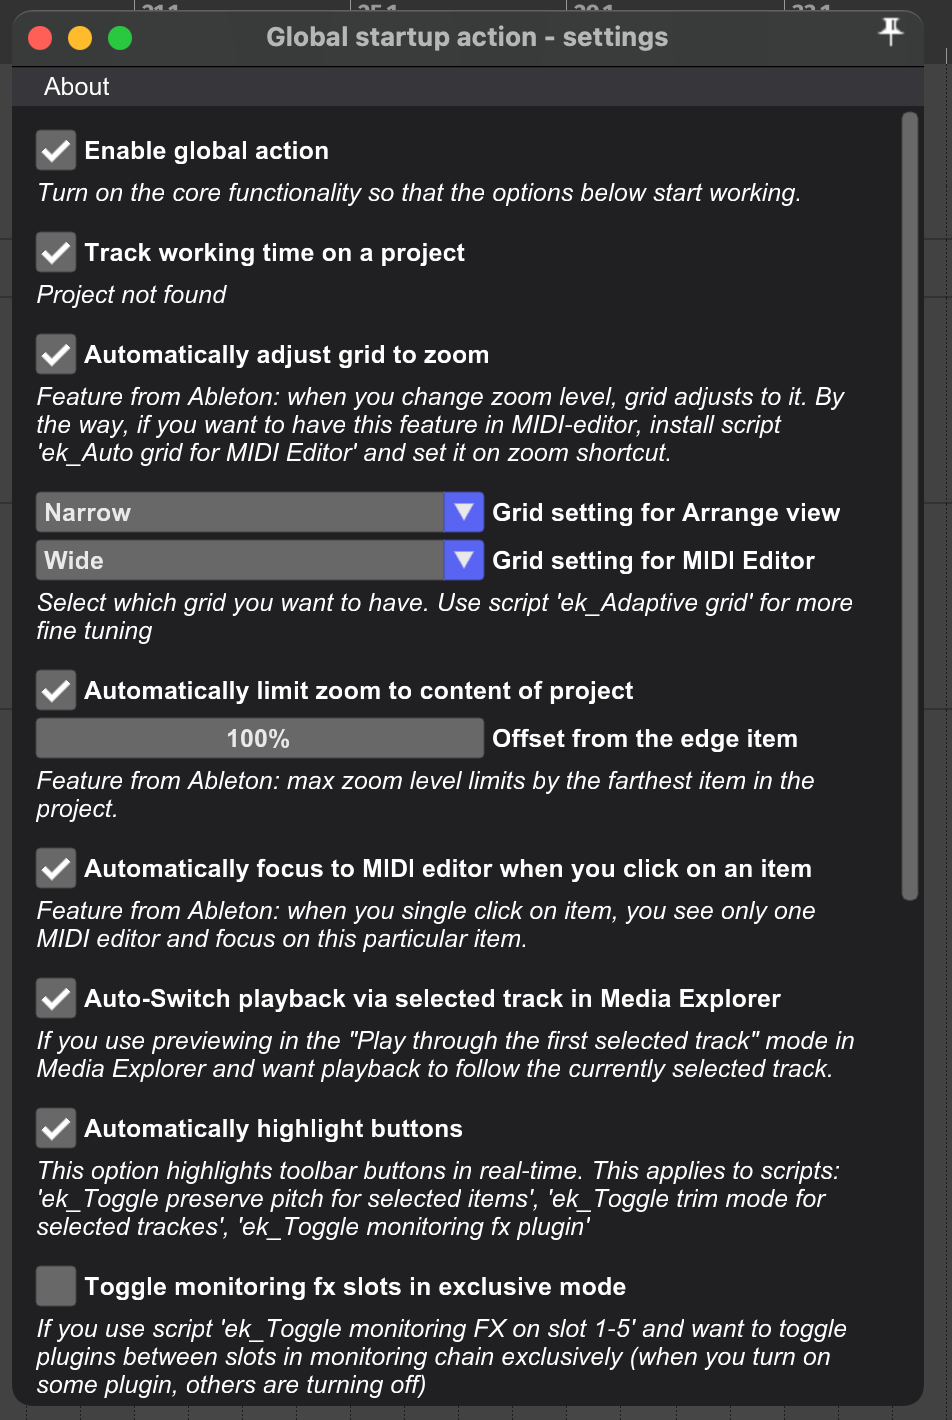 Global startup action - settings
About
Enable global action
Turn on the core functionality so that the options below start working.
Track working time on a project
Project not found
Automatically adjust grid to zoom
Feature from Ableton: when you change zoom level, grid adjusts to it. By
the way, if you want to have this feature in MIDI-editor, install script
'ek_Auto grid for MIDI Editor' and set it on zoom shortcut.
Narrow Grid setting for Arrange view
Wide Grid setting for MIDI Editor
Select which grid you want to have. Use script 'ek_Adaptive grid' for more
fine tuning
Automatically limit zoom to content of project
100% Offset from the edge item
Feature from Ableton: max zoom level limits by the farthest item in the
project.
Automatically focus to MIDI editor when you click on an item
Feature from Ableton: when you single click on item, you see only one
MIDI editor and focus on this particular item.
Auto-Switch playback via selected track in Media Explorer
If you use previewing in the "Play through the first selected track" mode in
Media Explorer and want playback to follow the currently selected track.
Automatically highlight buttons
This option highlights toolbar buttons in real-time. This applies to scripts:
'ek_Toggle preserve pitch for selected items', 'ek_Toggle trim mode for
selected trackes', 'ek_Toggle monitoring fx plugin'
Toggle monitoring fx slots in exclusive mode
If you use script 'ek_Toggle monitoring FX on slot 1-5' and want to toggle
plugins between slots in monitoring chain exclusively (when you turn on
some plugin, others are turning off)